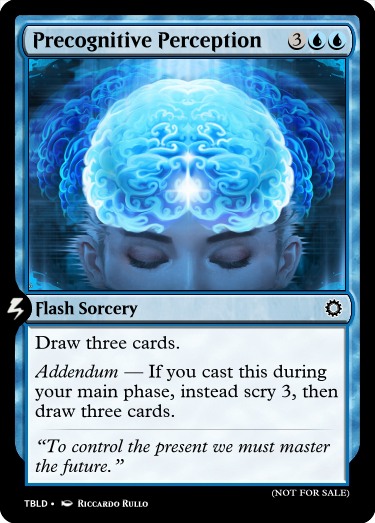 Precognitive Perception 3
Flash Sorcery
Draw three cards.
Addendum — If you cast this during
your main phase, instead scry 3, then
draw three cards.
“To control the present we must master
the future.”
(NOT FOR SALE)
TBLD • Riccardo Rullo